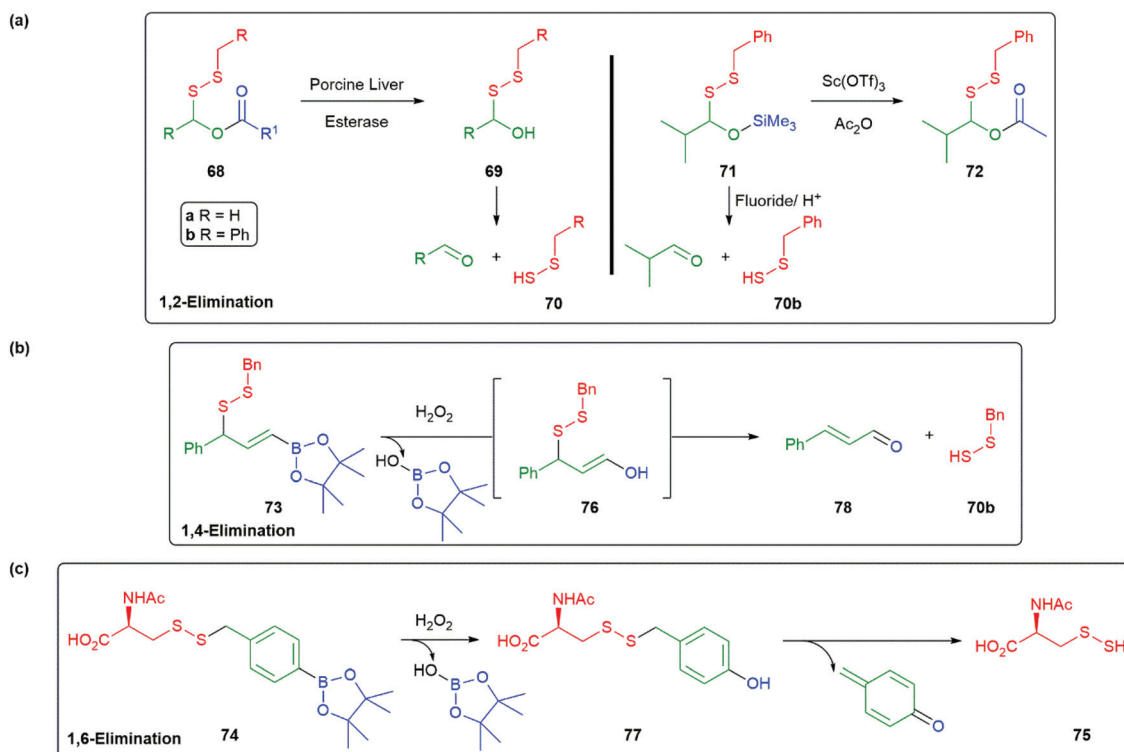 (a)
R
S
S
O
R
O
R¹
68
Porcine Liver
Esterase
R
S
S
R
OH
69
a R = H
b R = Ph
R
O
+
R
S
HS
70
1,2-Elimination
Ph
S
S
O
SiMe₃
71
Sc(OTf)₃
Ac₂O
Ph
S
S
O
O
72
Fluoride/ H⁺
O
+
Ph
S
HS
70b
(b)
Bn
S
S
Ph
B
O
O
73
H₂O₂
HO
B
O
O
Bn
S
S
Ph
OH
76
Ph
O
78
+
Bn
S
HS
70b
1,4-Elimination
(c)
NHAc
HO₂C
S
S
B
O
O
74
H₂O₂
HO
B
O
O
NHAc
HO₂C
S
S
OH
77
O
NHAc
HO₂C
S
SH
75
1,6-Elimination